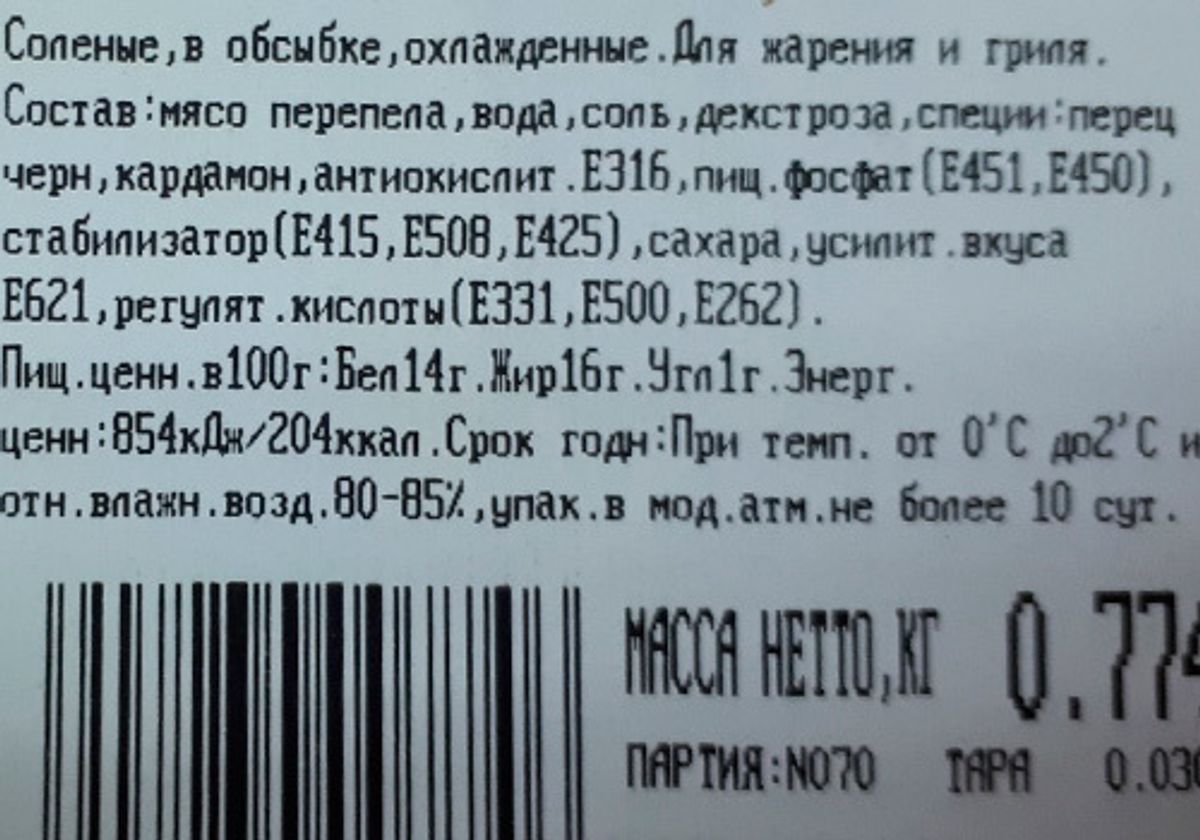 Соленые,в обсыбке,охлажденные.Для жарения и гриля.
Состав:мясо перепела,вода,соль,декстроза,специи:перец
черн,кардамон,антиокислит.Е316,пищ.фосфат(Е451,Е450),
стабилизатор(Е415,Е508,Е425),сахара,усилит.вкуса
Е621,регулят.кислоты(Е331,Е500,Е262).
Пищ.ценн.в100г:Бел14г.Жир16г.Угл1г.Энерг.
ценн:854кДж/204ккал.Срок годн:При темп. от 0'С до2'С и
отн.влажн.возд.80-85%,упак.в мод.атм.не более 10 сут.
МАССА НЕТТО,КГ 0.774
ПАРТИЯ:N070 ТАРА 0.030